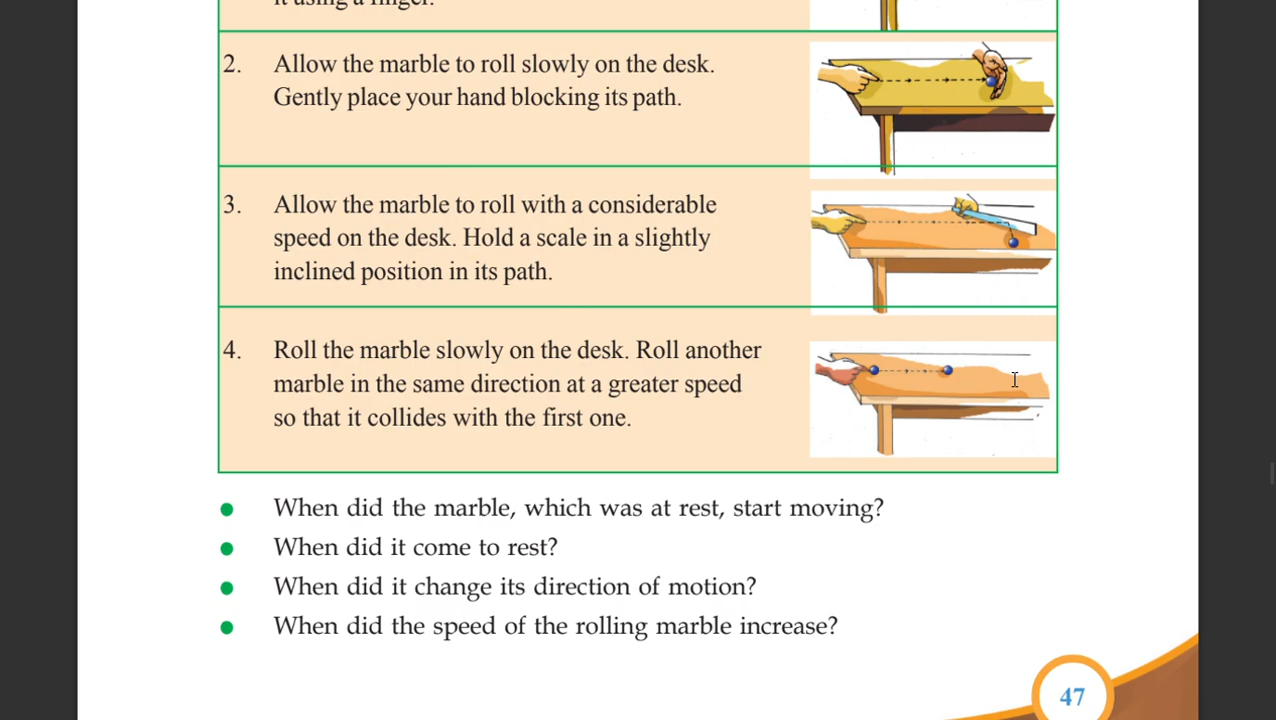 it using a finger.
2. Allow the marble to roll slowly on the desk.
Gently place your hand blocking its path.
3. Allow the marble to roll with a considerable
speed on the desk. Hold a scale in a slightly
inclined position in its path.
4. Roll the marble slowly on the desk. Roll another
marble in the same direction at a greater speed
so that it collides with the first one.
● When did the marble, which was at rest, start moving?
● When did it come to rest?
● When did it change its direction of motion?
● When did the speed of the rolling marble increase?
47